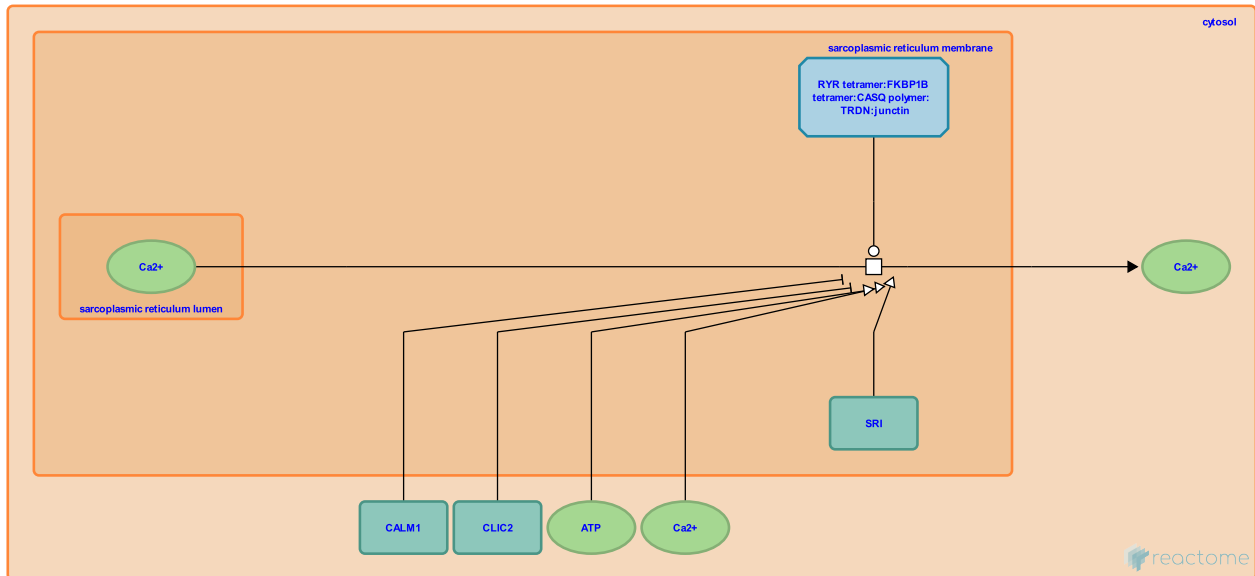 cytosol
sarcoplasmic reticulum membrane
RYR tetramer:FKBP1B
tetramer:CASQ polymer:
TRDN:junctin
Ca2+
Ca2+
sarcoplasmic reticulum lumen
SRI
CALM1
CLIC2
ATP
Ca2+
reactome